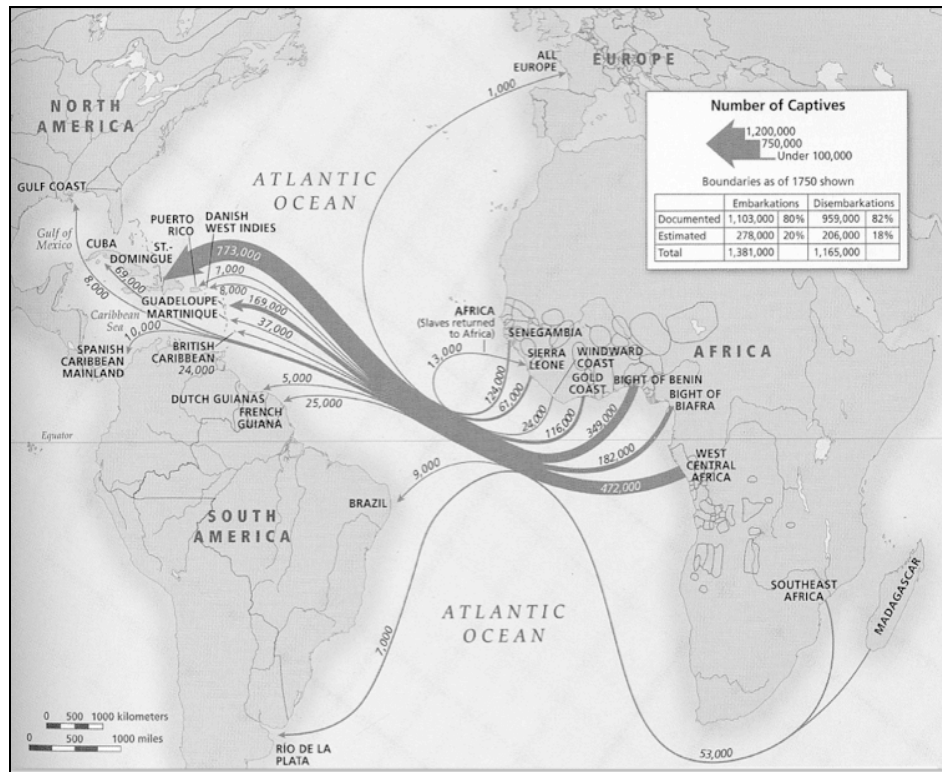 ALL
EUROPE
EUROPE
1,000
NORTH
AMERICA
Number of Captives
1,200,000
750,000
Under 100,000
Boundaries as of 1750 shown
Embarkations Disembarkations
Documented 1,103,000 80% 959,000 82%
Estimated 278,000 20% 206,000 18%
Total 1,381,000 1,165,000
ATLANTIC
OCEAN
GULF COAST
Gulf of
Mexico
CUBA
PUERTO
RICO
DANISH
WEST INDIES
ST.-
DOMINGUE
773,000
69,000
8,000
7,000
8,000
169,000
37,000
GUADELOUPE
MARTINIQUE
Caribbean
Sea
10,000
SPANISH
CARIBBEAN
MAINLAND
BRITISH
CARIBBEAN
24,000
5,000
DUTCH GUIANAS
25,000
FRENCH
GUIANA
AFRICA
(Slaves returned
to Africa)
13,000
SENEGAMBIA
SIERRA
LEONE
WINDWARD
COAST
GOLD
COAST
AFRICA
BIGHT OF BENIN
BIGHT OF
BIAFRA
124,000
67,000
24,000
116,000
349,000
182,000
WEST
CENTRAL
AFRICA
472,000
Equator
9,000
BRAZIL
SOUTH
AMERICA
ATLANTIC
OCEAN
7,000
SOUTHEAST
AFRICA
MADAGASCAR
53,000
0 500 1000 kilometers
0 500 1000 miles
RÍO DE LA
PLATA